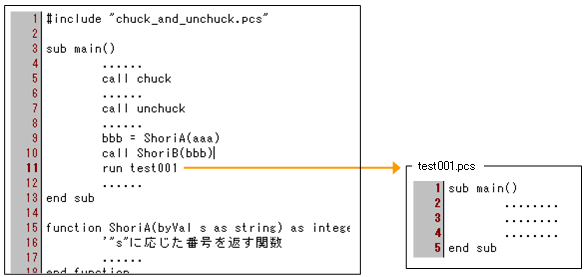 1 #include "chuck_and_unchuck.pcs"
2
3 sub main()
4 ......
5 call chuck
6 ......
7 call unchuck
8 ......
9 bbb = ShoriA(aaa)
10 call ShoriB(bbb)
11 run test001
12 ......
13 end sub
14
15 function ShoriA(byVal s as string) as intege
16 '"s"に応じた番号を返す関数
17 ......
18 end function
test001.pcs
1 sub main()
2 ........
3 ........
4 ........
5 end sub